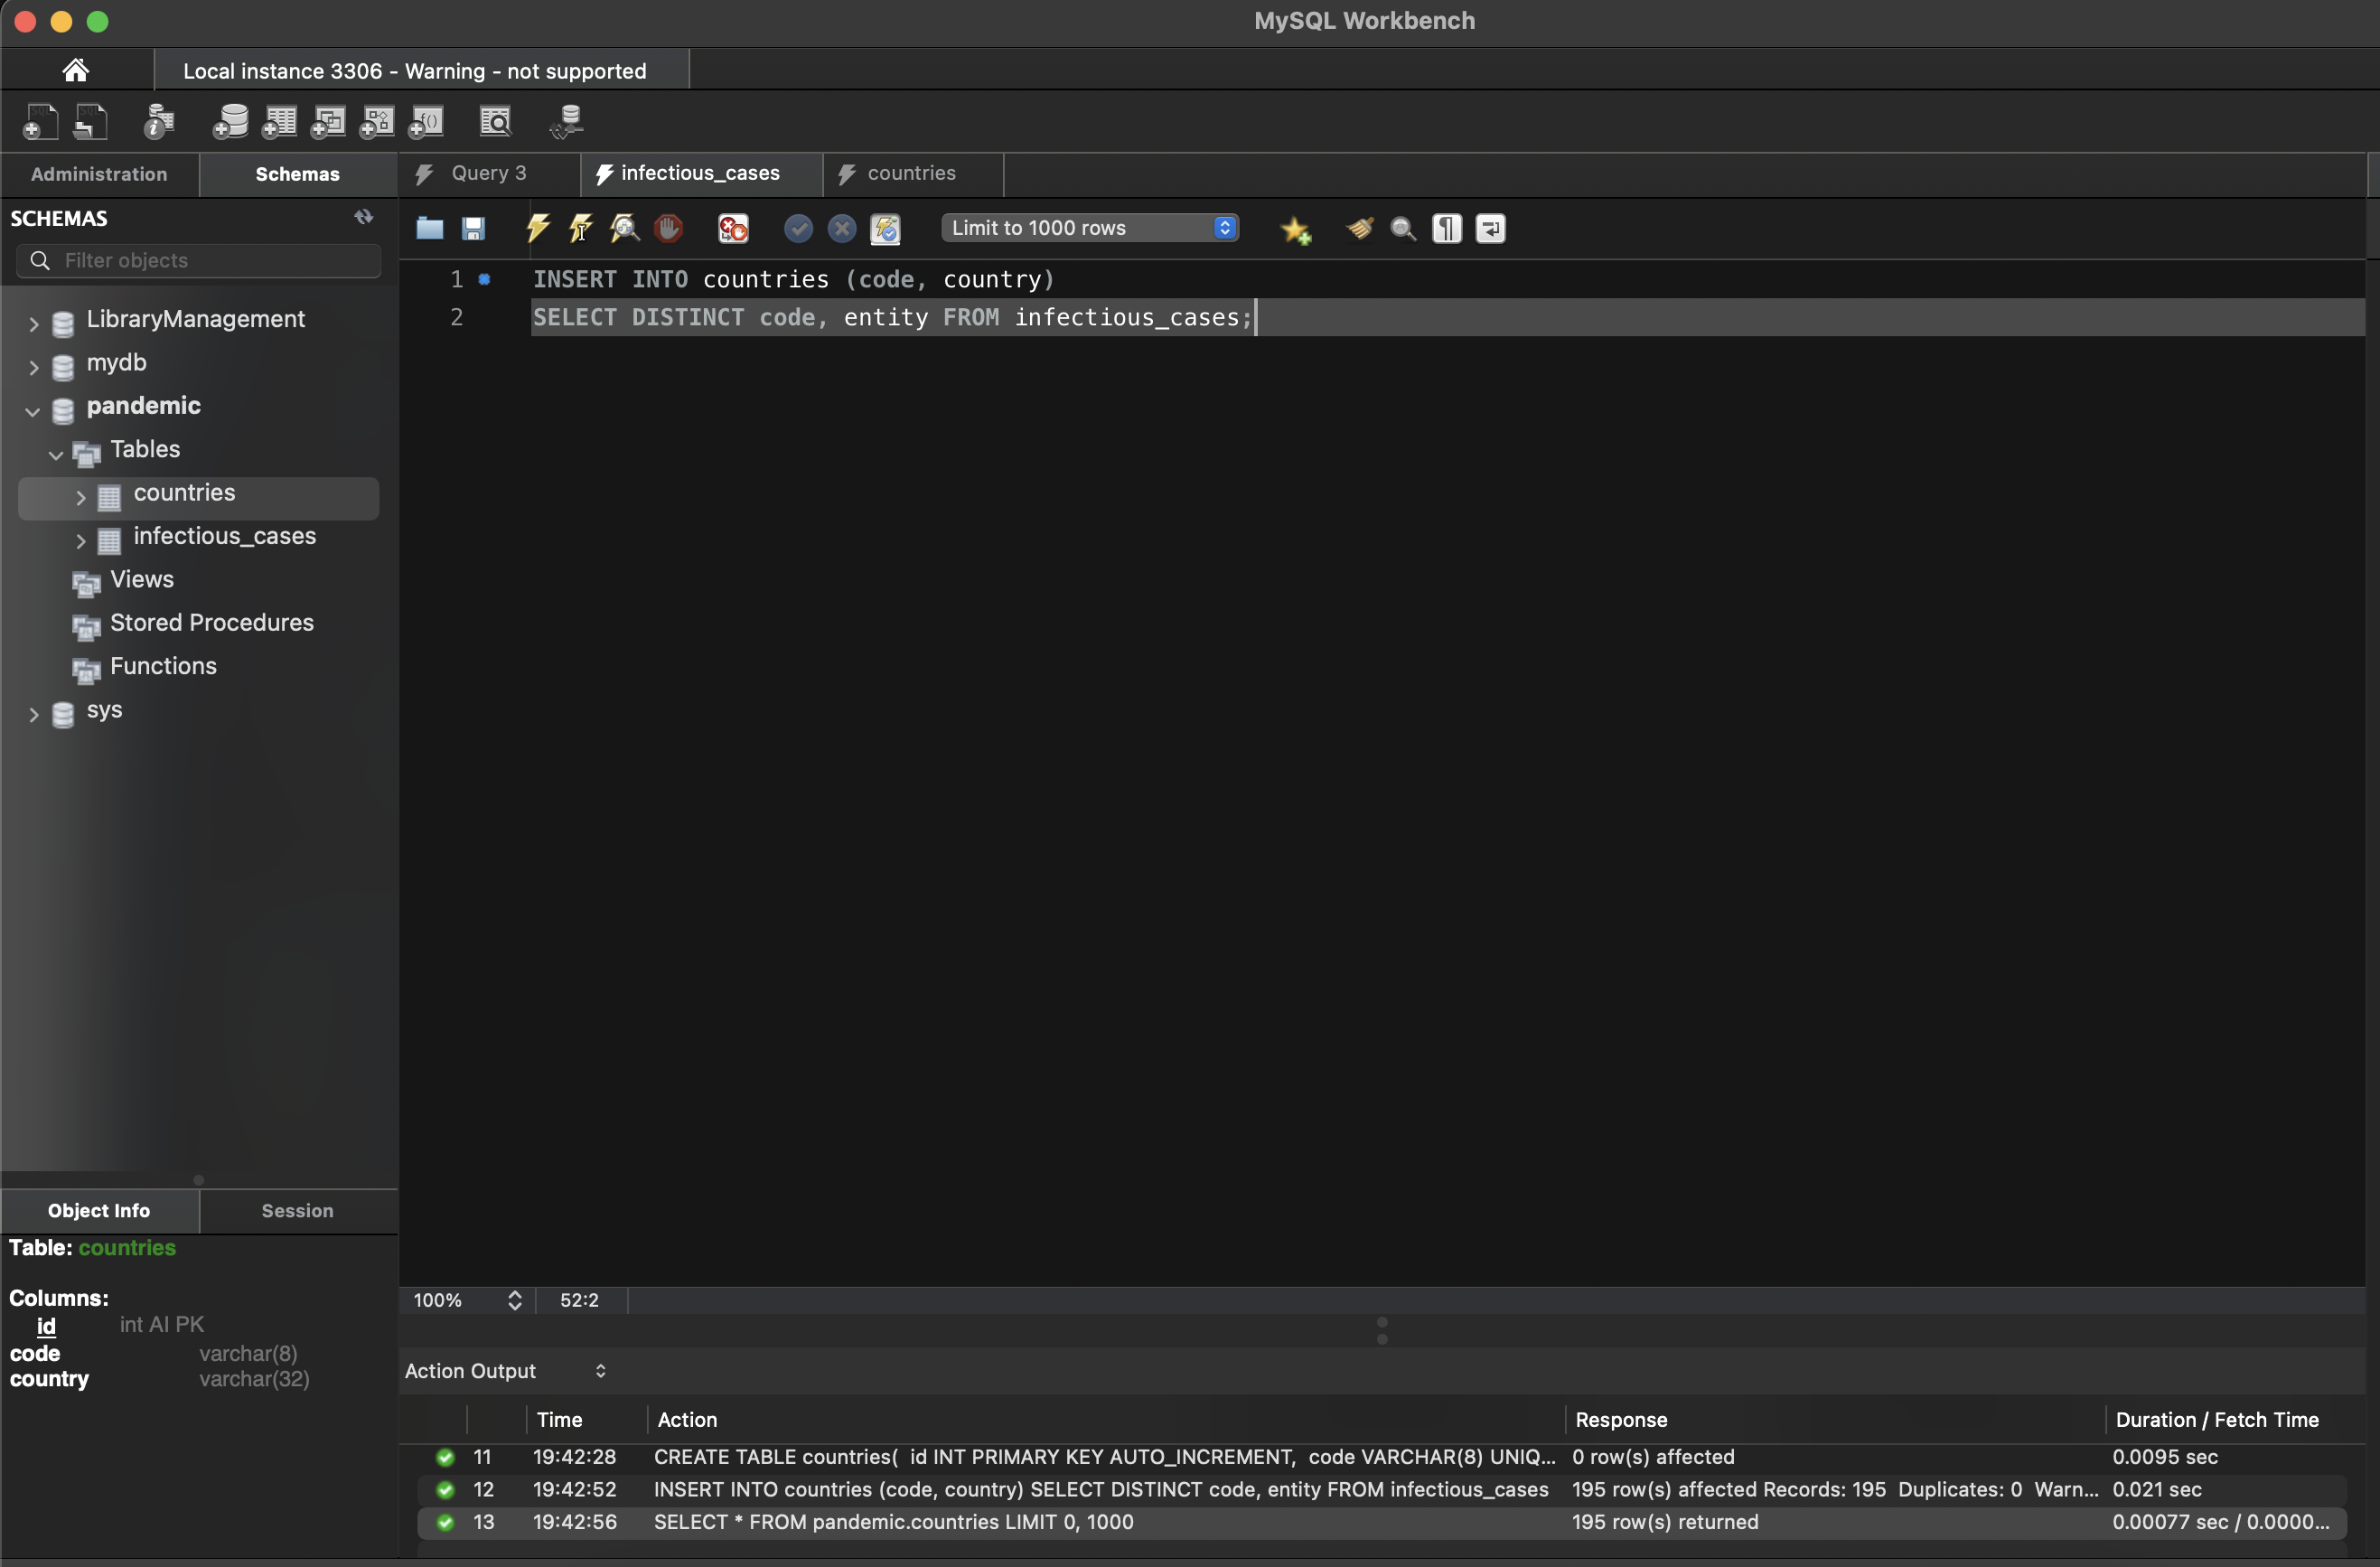 MySQL Workbench
Local instance 3306 - Warning - not supported
Administration
Schemas
Query 3
infectious_cases
countries
SCHEMAS
Filter objects
Limit to 1000 rows
1 INSERT INTO countries (code, country)
2 SELECT DISTINCT code, entity FROM infectious_cases;
LibraryManagement
mydb
pandemic
Tables
countries
infectious_cases
Views
Stored Procedures
Functions
sys
Object Info
Session
Table: countries
Columns:
id int AI PK
code varchar(8)
country varchar(32)
100% 52:2
Action Output
Time Action Response Duration / Fetch Time
11 19:42:28 CREATE TABLE countries( id INT PRIMARY KEY AUTO_INCREMENT, code VARCHAR(8) UNIQ... 0 row(s) affected 0.0095 sec
12 19:42:52 INSERT INTO countries (code, country) SELECT DISTINCT code, entity FROM infectious_cases 195 row(s) affected Records: 195 Duplicates: 0 Warn... 0.021 sec
13 19:42:56 SELECT * FROM pandemic.countries LIMIT 0, 1000 195 row(s) returned 0.00077 sec / 0.0000...